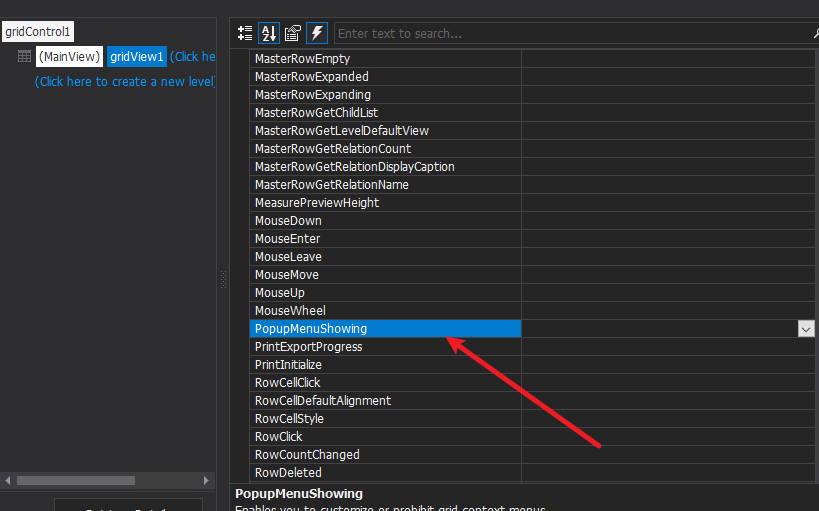 gridControl1
(MainView) gridView1 (Click he
(Click here to create a new level)
Enter text to search...
MasterRowEmpty
MasterRowExpanded
MasterRowExpanding
MasterRowGetChildList
MasterRowGetLevelDefaultView
MasterRowGetRelationCount
MasterRowGetRelationDisplayCaption
MasterRowGetRelationName
MeasurePreviewHeight
MouseDown
MouseEnter
MouseLeave
MouseMove
MouseUp
MouseWheel
PopupMenuShowing
PrintExportProgress
PrintInitialize
RowCellClick
RowCellDefaultAlignment
RowCellStyle
RowClick
RowCountChanged
RowDeleted
PopupMenuShowing
Enables you to customize or prohibit grid context menus